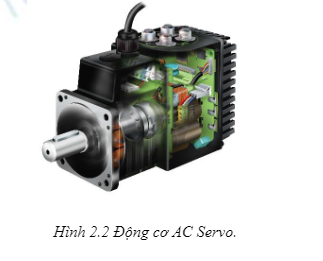 Hình 2.2 Động cơ AC Servo.